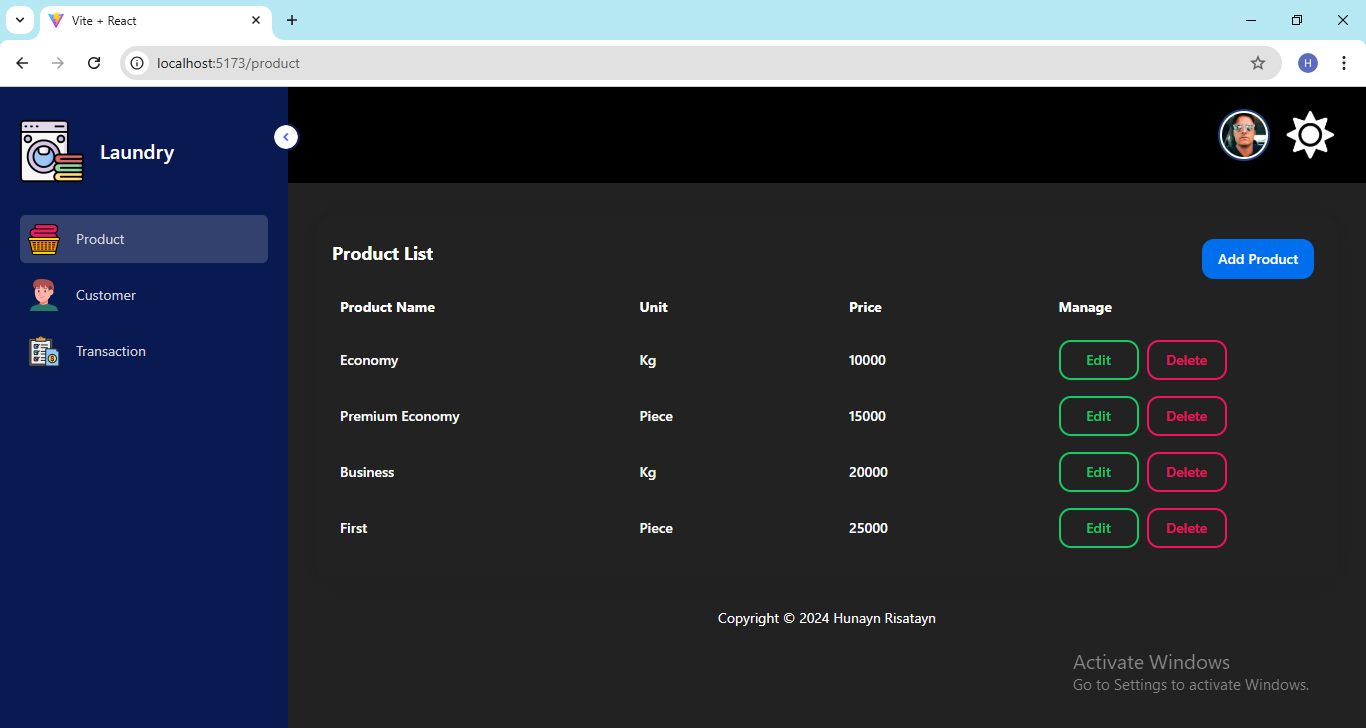 Vite + React
localhost:5173/product
H
Laundry
Product
Customer
Transaction
Product List
Add Product
Product Name Unit Price Manage
Economy Kg 10000 Edit Delete
Premium Economy Piece 15000 Edit Delete
Business Kg 20000 Edit Delete
First Piece 25000 Edit Delete
Copyright © 2024 Hunayn Risatayn
Activate Windows
Go to Settings to activate Windows.